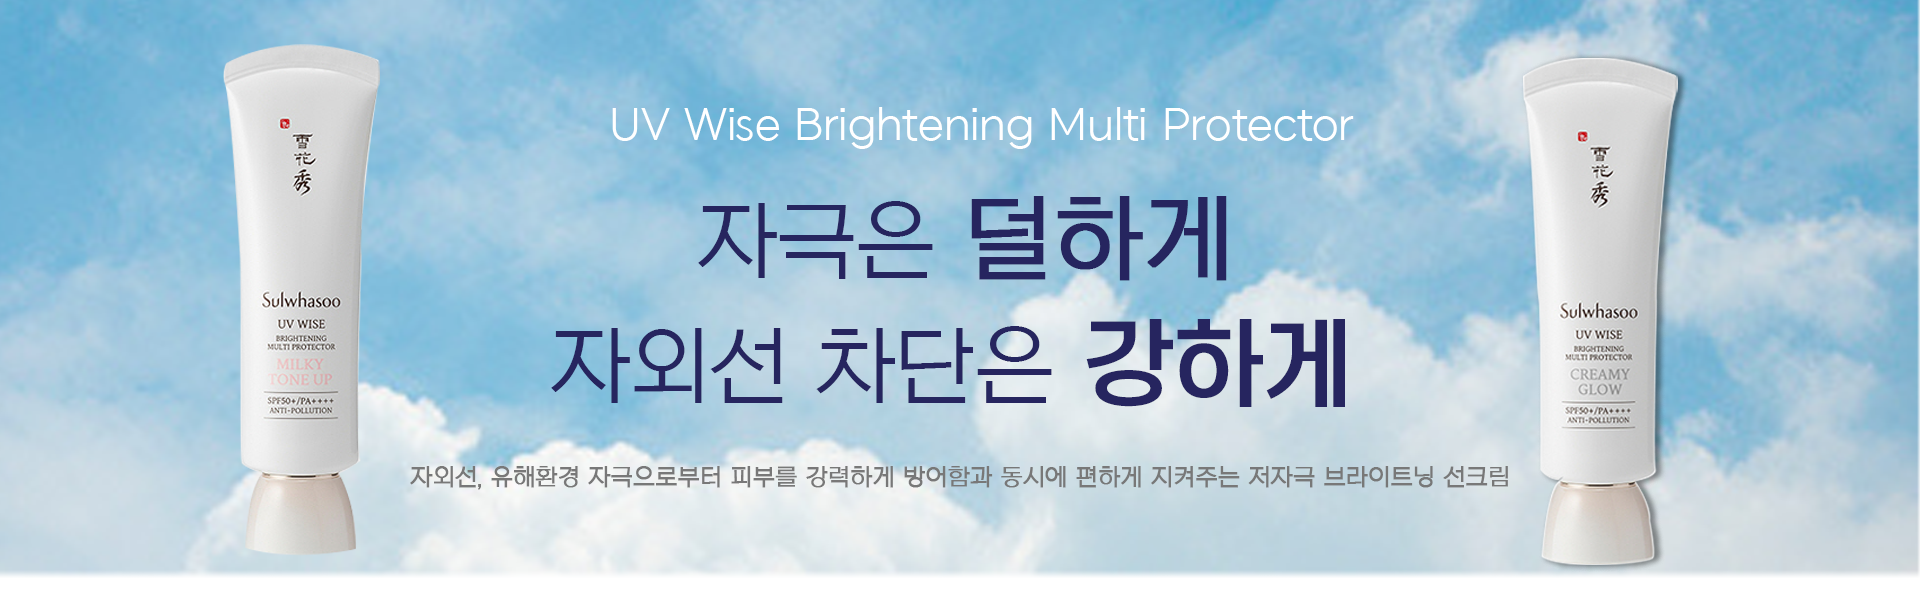 UV Wise Brightening Multi Protector
자극은 덜하게
자외선 차단은 강하게
자외선, 유해환경 자극으로부터 피부를 강력하게 방어함과 동시에 편하게 지켜주는 저자극 브라이트닝 선크림
雪花秀
Sulwhasoo
UV WISE
BRIGHTENING
MULTI PROTECTOR
MILKY
TONE UP
SPF50+/PA++++
ANTI-POLLUTION
雪花秀
Sulwhasoo
UV WISE
BRIGHTENING
MULTI PROTECTOR
CREAMY
GLOW
SPF50+/PA++++
ANTI-POLLUTION